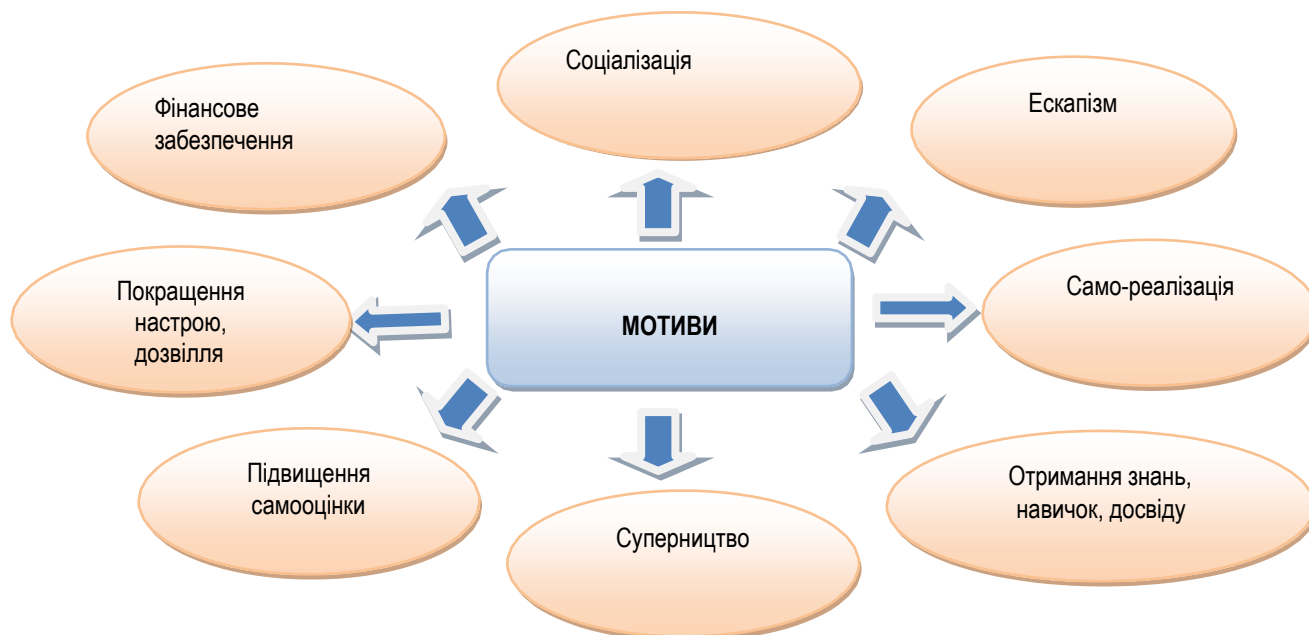 Соціалізація
Фінансове
забезпечення
Ескапізм
Покращення
настрою,
дозвілля
МОТИВИ
Само-реалізація
Підвищення
самооцінки
Суперництво
Отримання знань,
навичок, досвіду